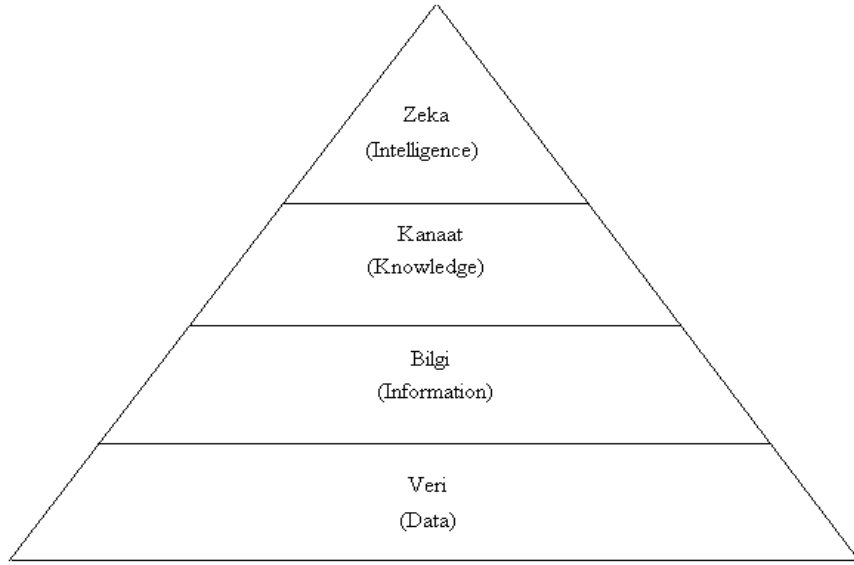 Zeka
(Intelligence)
Kanaat
(Knowledge)
Bilgi
(Information)
Veri
(Data)